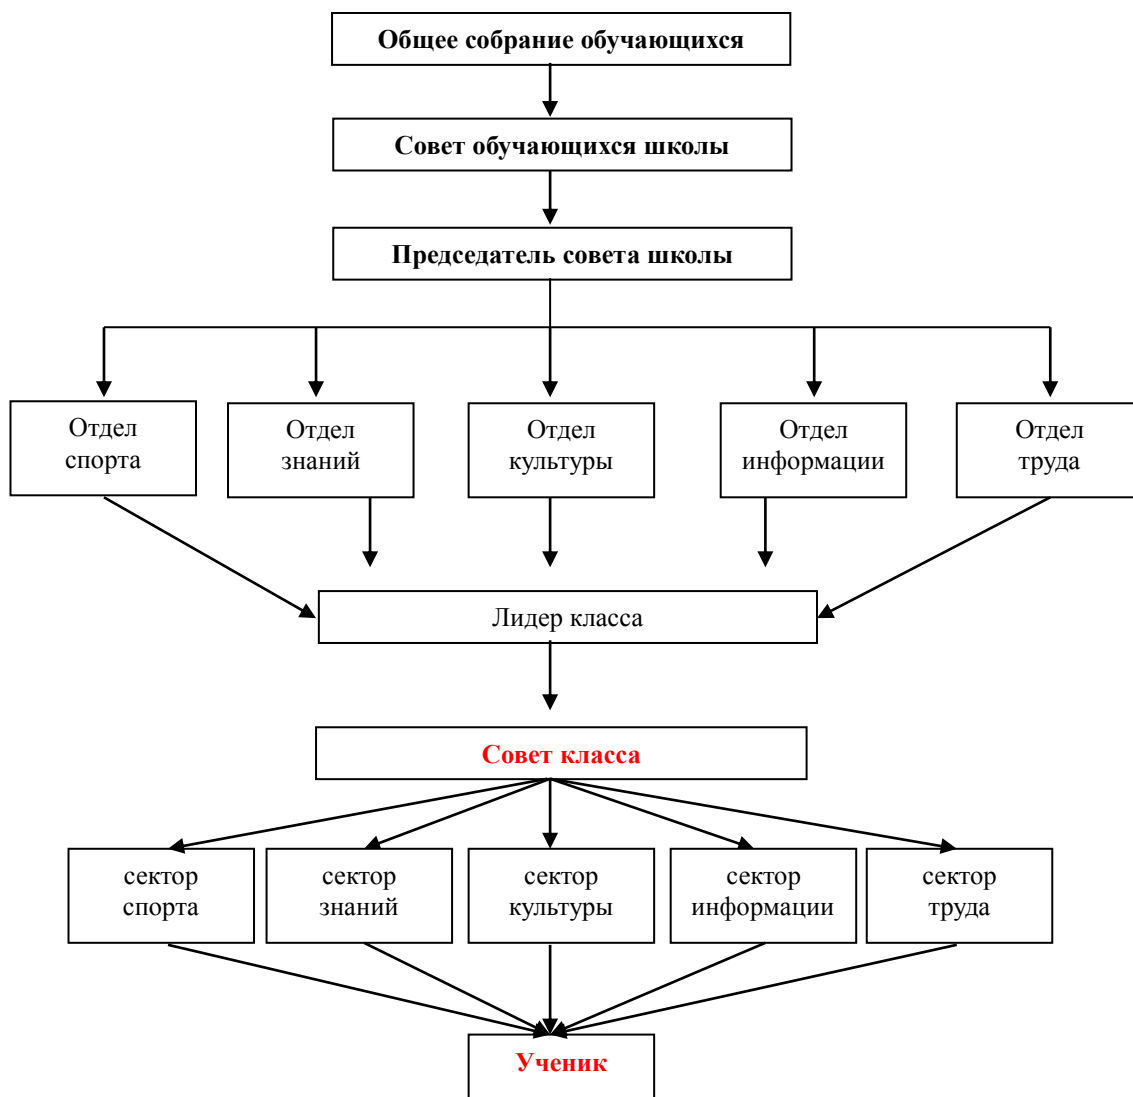 Общее собрание обучающихся
Совет обучающихся школы
Председатель совета школы
Отдел
спорта
Отдел
знаний
Отдел
культуры
Отдел
информации
Отдел
труда
Лидер класса
Совет класса
сектор
спорта
сектор
знаний
сектор
культуры
сектор
информации
сектор
труда
Ученик